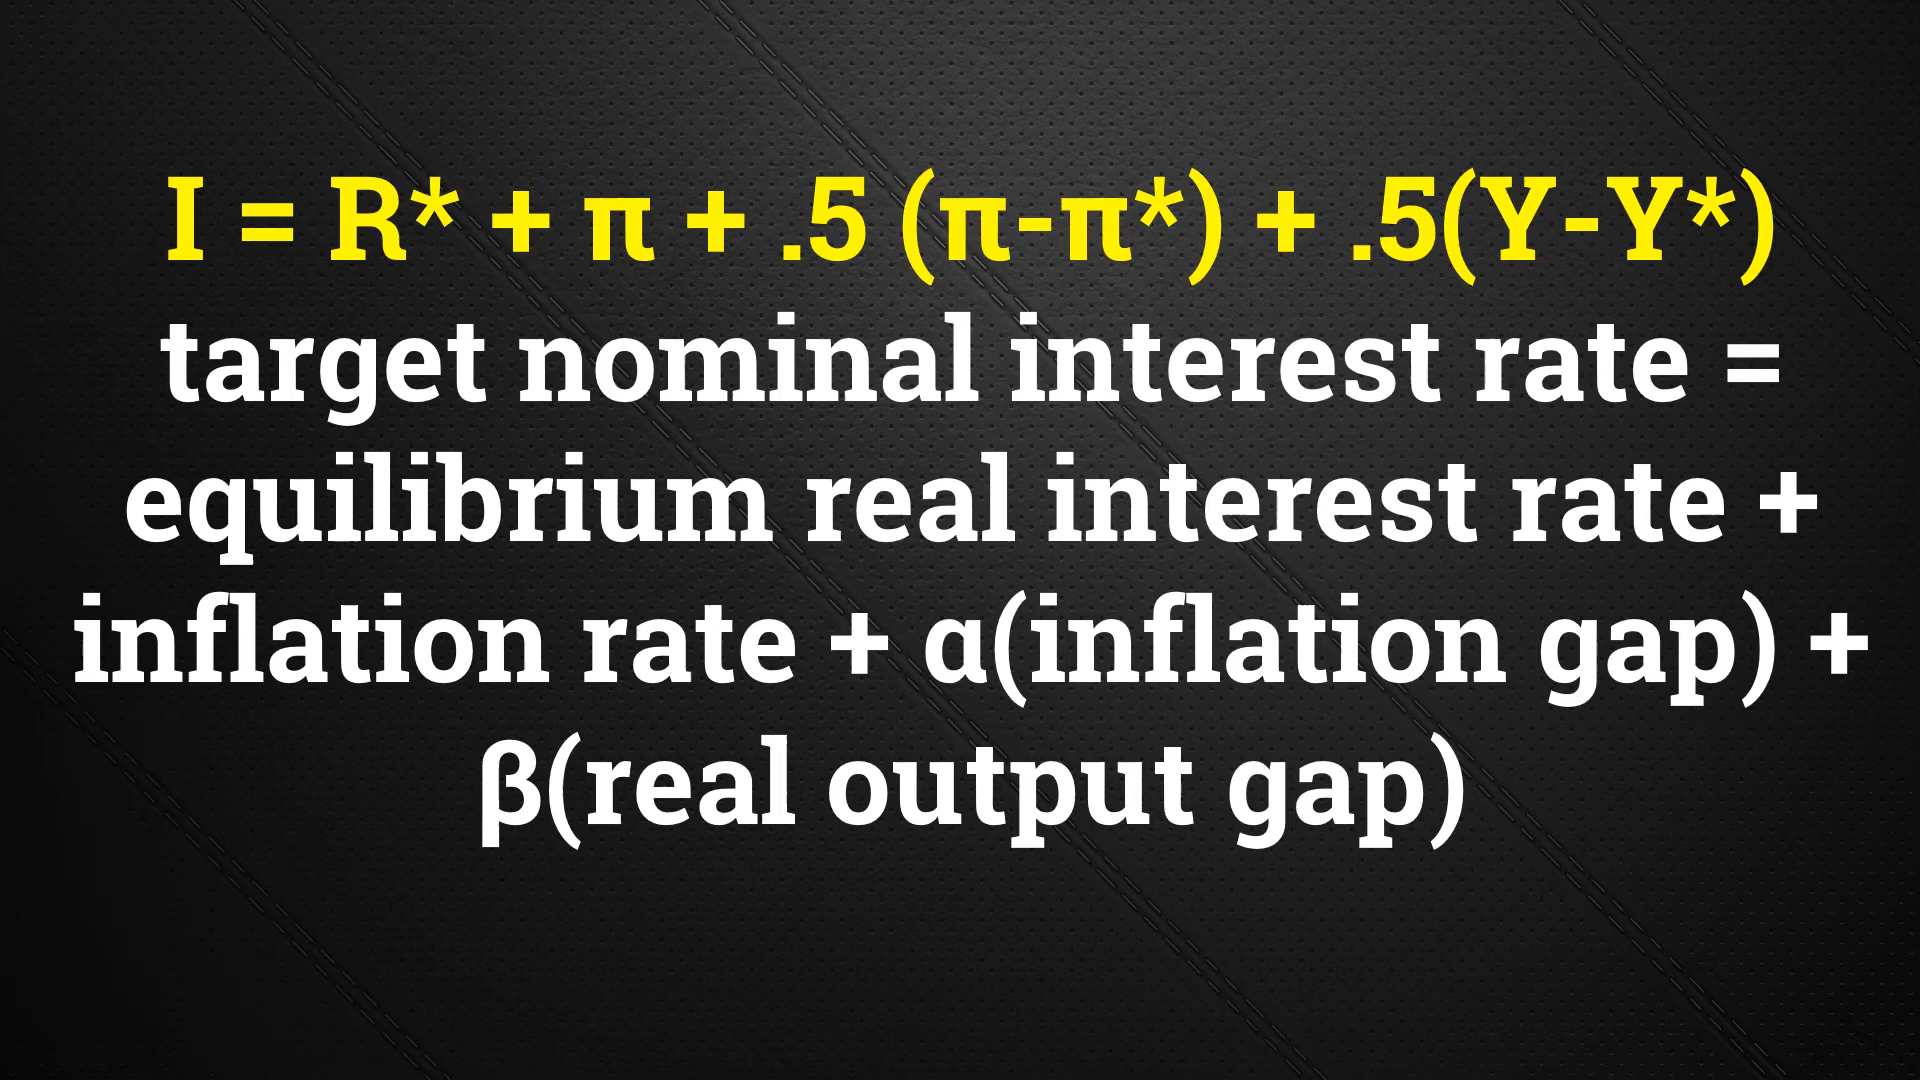 I = R* + π + .5 (π-π*) + .5(Y-Y*)
target nominal interest rate =
equilibrium real interest rate +
inflation rate + α(inflation gap) +
β(real output gap)